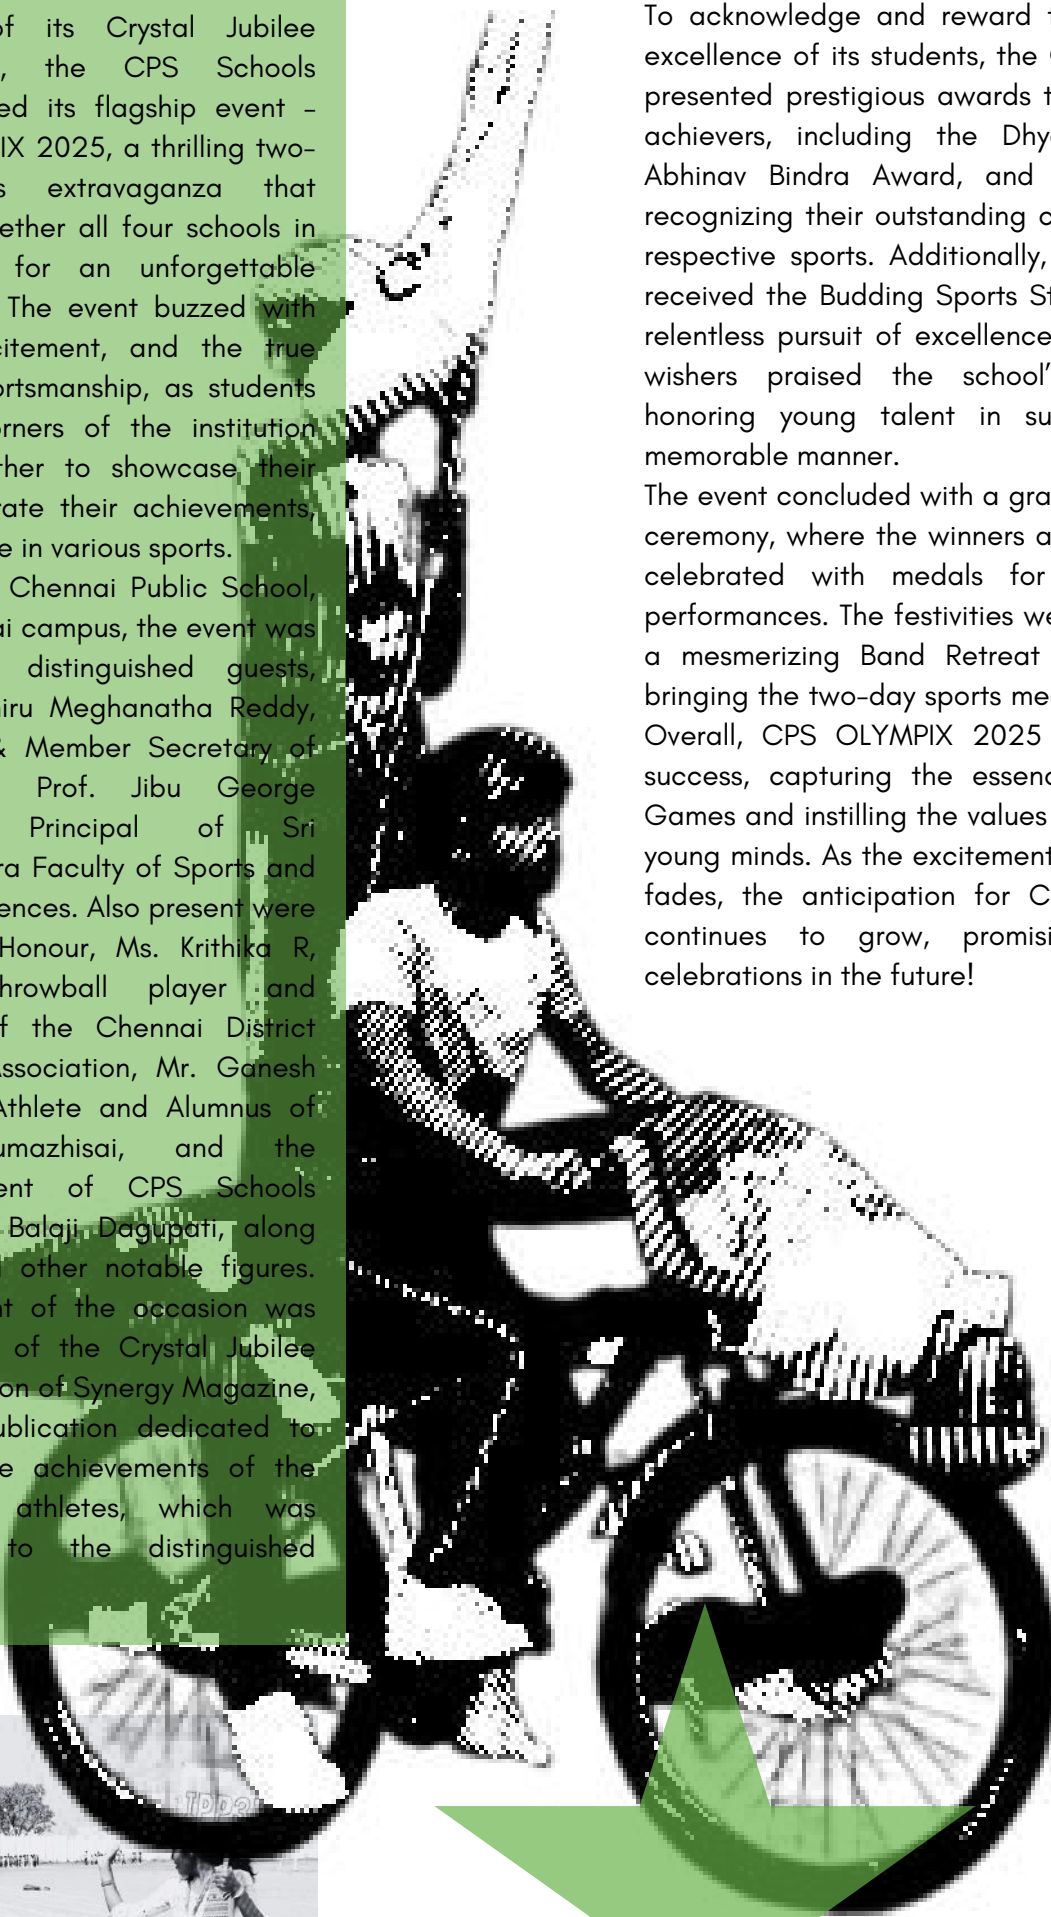 of its Crystal Jubilee
, the CPS Schools
ed its flagship event -
IX 2025, a thrilling two-
s extravaganza that
ether all four schools in
for an unforgettable
The event buzzed with
citement, and the true
ortsmanship, as students
orners of the institution
ther to showcase their
rate their achievements,
e in various sports.
Chennai Public School,
ai campus, the event was
distinguished guests,
hiru Meghanatha Reddy,
& Member Secretary of
Prof. Jibu George
Principal of Sri
ra Faculty of Sports and
ences. Also present were
Honour, Ms. Krithika R,
hrowball player and
f the Chennai District
Association, Mr. Ganesh
Athlete and Alumnus of
umazhisai, and the
ent of CPS Schools
Balaji Dagupati, along
other notable figures.
nt of the occasion was
of the Crystal Jubilee
on of Synergy Magazine,
ublication dedicated to
e achievements of the
athletes, which was
to the distinguished
To acknowledge and reward t
excellence of its students, the
presented prestigious awards t
achievers, including the Dhy
Abhinav Bindra Award, and
recognizing their outstanding
respective sports. Additionally,
received the Budding Sports St
relentless pursuit of excellence
wishers praised the school'
honoring young talent in su
memorable manner.
The event concluded with a gra
ceremony, where the winners a
celebrated with medals for
performances. The festivities we
a mesmerizing Band Retreat
bringing the two-day sports mee
Overall, CPS OLYMPIX 2025
success, capturing the essenc
Games and instilling the values
young minds. As the excitement
fades, the anticipation for C
continues to grow, promisi
celebrations in the future!